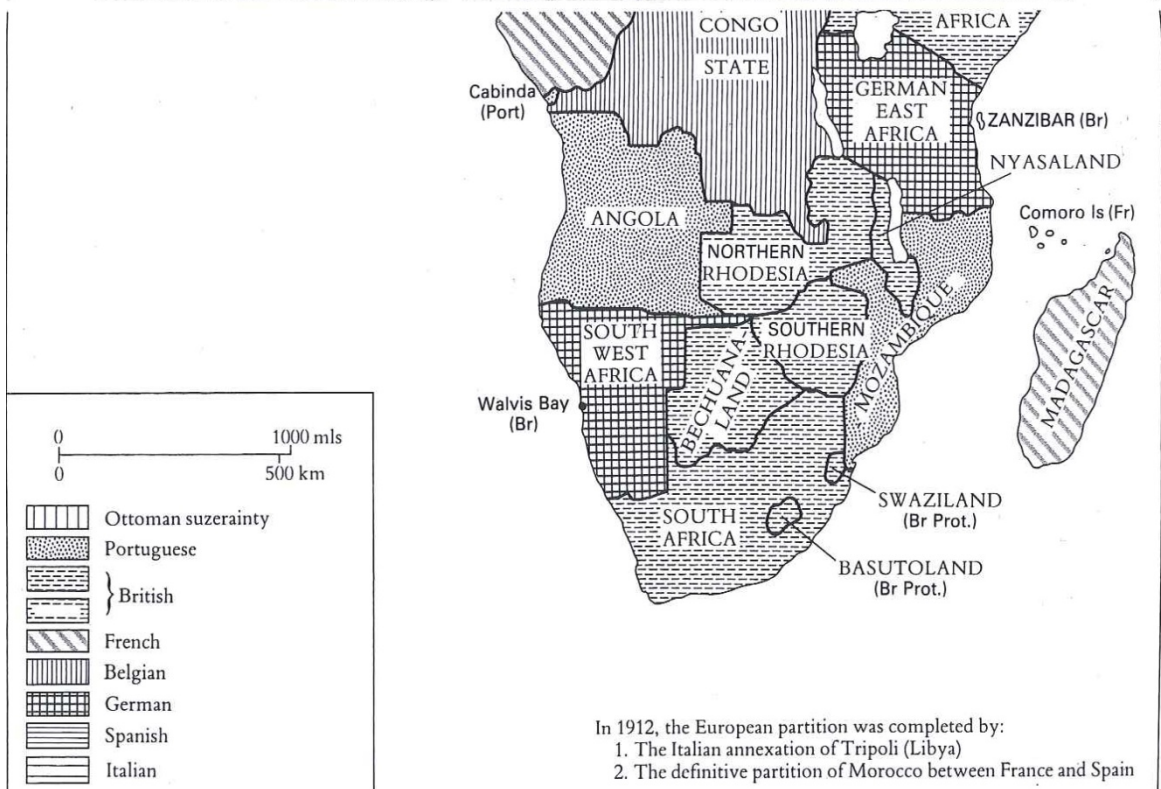 CONGO
STATE
AFRICA
Cabinda
(Port)
GERMAN
EAST
AFRICA
ZANZIBAR (Br)
NYASALAND
Comoro Is (Fr)
ANGOLA
NORTHERN
RHODESIA
SOUTHERN
RHODESIA
MOZAMBIQUE
MADAGASCAR
SOUTH
WEST
AFRICA
Walvis Bay
(Br)
BECHUANA-
LAND
SWAZILAND
(Br Prot.)
SOUTH
AFRICA
BASUTOLAND
(Br Prot.)
0 1000 mls
0 500 km
Ottoman suzerainty
Portuguese
British
French
Belgian
German
Spanish
Italian
In 1912, the European partition was completed by:
1. The Italian annexation of Tripoli (Libya)
2. The definitive partition of Morocco between France and Spain